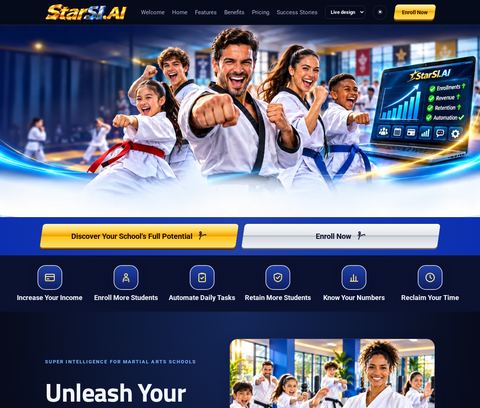 StarSI.AI
Welcome Home Features Benefits Pricing Success Stories Live design Enroll Now
StarSI.AI
Enrollments
Revenue
Retention
Automation
Discover Your School's Full Potential
Enroll Now
Increase Your Income
Enroll More Students
Automate Daily Tasks
Retain More Students
Know Your Numbers
Reclaim Your Time
SUPER INTELLIGENCE FOR MARTIAL ARTS SCHOOLS
Unleash Your